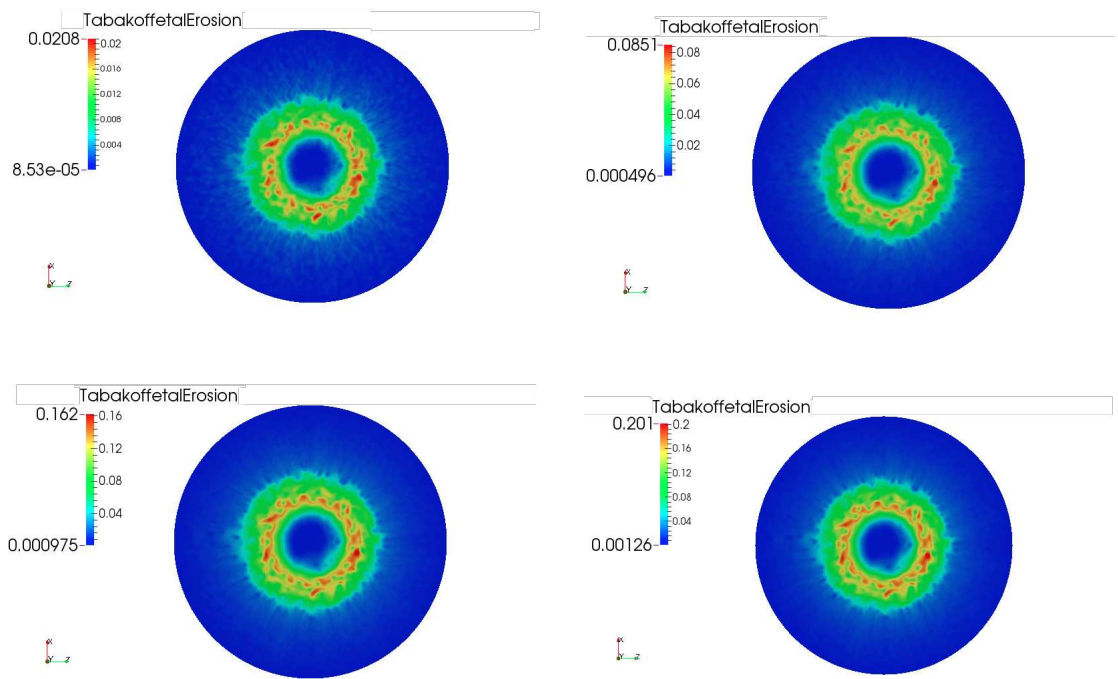 TabakoffetalErosion
0.0208
0.02
0.016
0.012
0.008
0.004
8.53e-05
X
Y Z
TabakoffetalErosion
0.0851
0.08
0.06
0.04
0.02
0.000496
X
Y Z
TabakoffetalErosion
0.162
0.16
0.12
0.08
0.04
0.000975
X
Y Z
TabakoffetalErosion
0.201
0.2
0.16
0.12
0.08
0.04
0.00126
X
Y Z